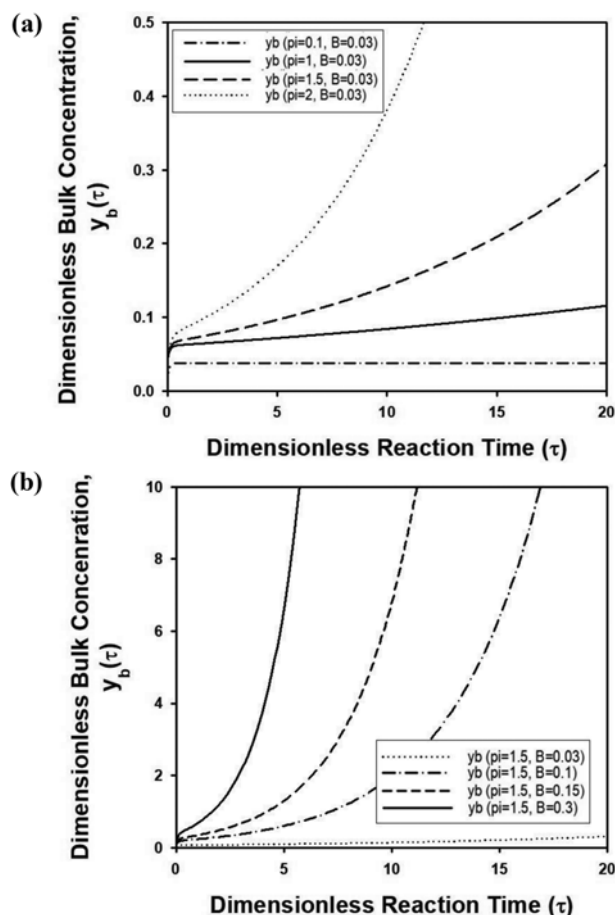 (a)
Dimensionless Bulk Concentration,
y_b(τ)
0.5
0.4
0.3
0.2
0.1
0.0
yb (pi=0.1, B=0.03)
yb (pi=1, B=0.03)
yb (pi=1.5, B=0.03)
yb (pi=2, B=0.03)
0 5 10 15 20
Dimensionless Reaction Time (τ)
(b)
Dimensionless Bulk Concenration,
y_b(τ)
10
8
6
4
2
0
yb (pi=1.5, B=0.03)
yb (pi=1.5, B=0.1)
yb (pi=1.5, B=0.15)
yb (pi=1.5, B=0.3)
0 5 10 15 20
Dimensionless Reaction Time (τ)